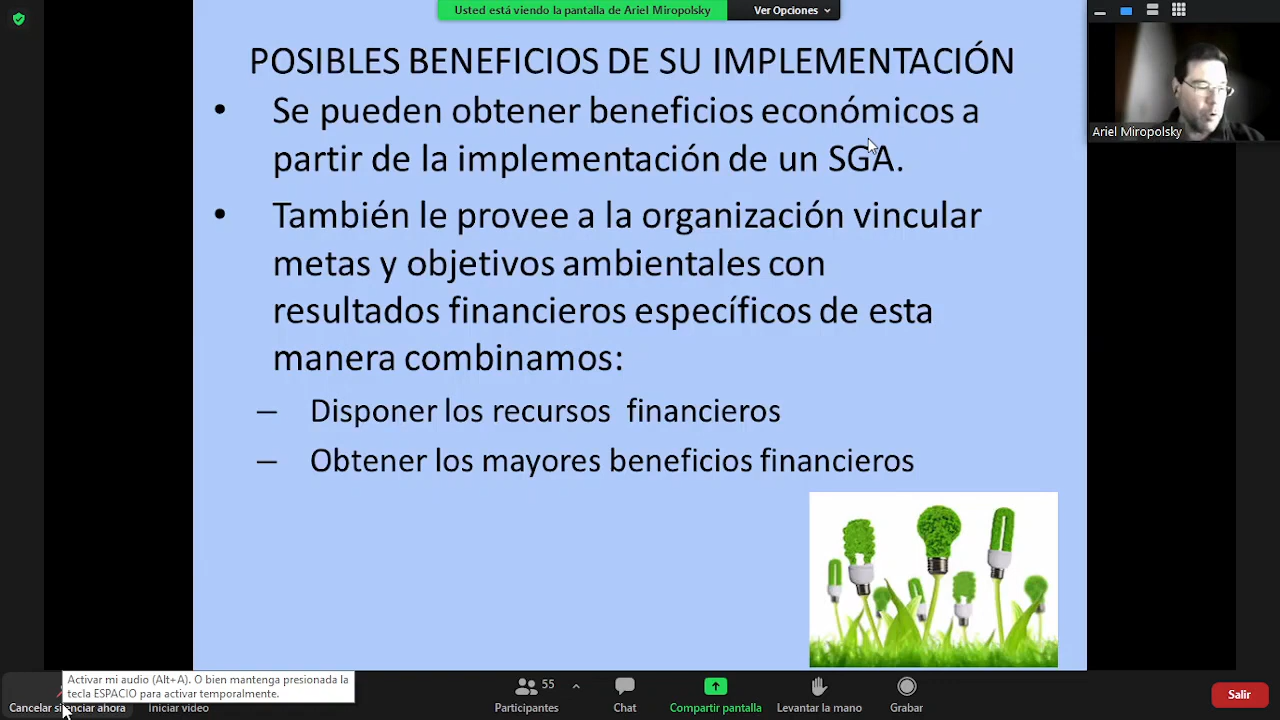 Usted está viendo la pantalla de Ariel Miropolsky
Ver Opciones
POSIBLES BENEFICIOS DE SU IMPLEMENTACIÓN
• Se pueden obtener beneficios económicos a
partir de la implementación de un SGA.
• También le provee a la organización vincular
metas y objetivos ambientales con
resultados financieros específicos de esta
manera combinamos:
– Disponer los recursos financieros
– Obtener los mayores beneficios financieros
Ariel Miropolsky
Activar mi audio (Alt+A). O bien mantenga presionada la
tecla ESPACIO para activar temporalmente.
Cancelar silenciar ahora
Iniciar video
55
Participantes
Chat
Compartir pantalla
Levantar la mano
Grabar
Salir